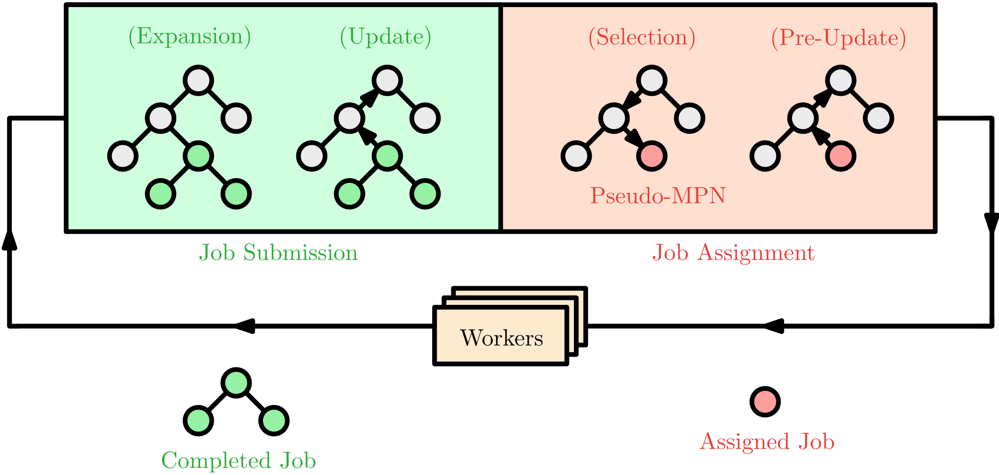 (Expansion)
(Update)
(Selection)
(Pre-Update)
Pseudo-MPN
Job Submission
Job Assignment
Workers
Assigned Job
Completed Job